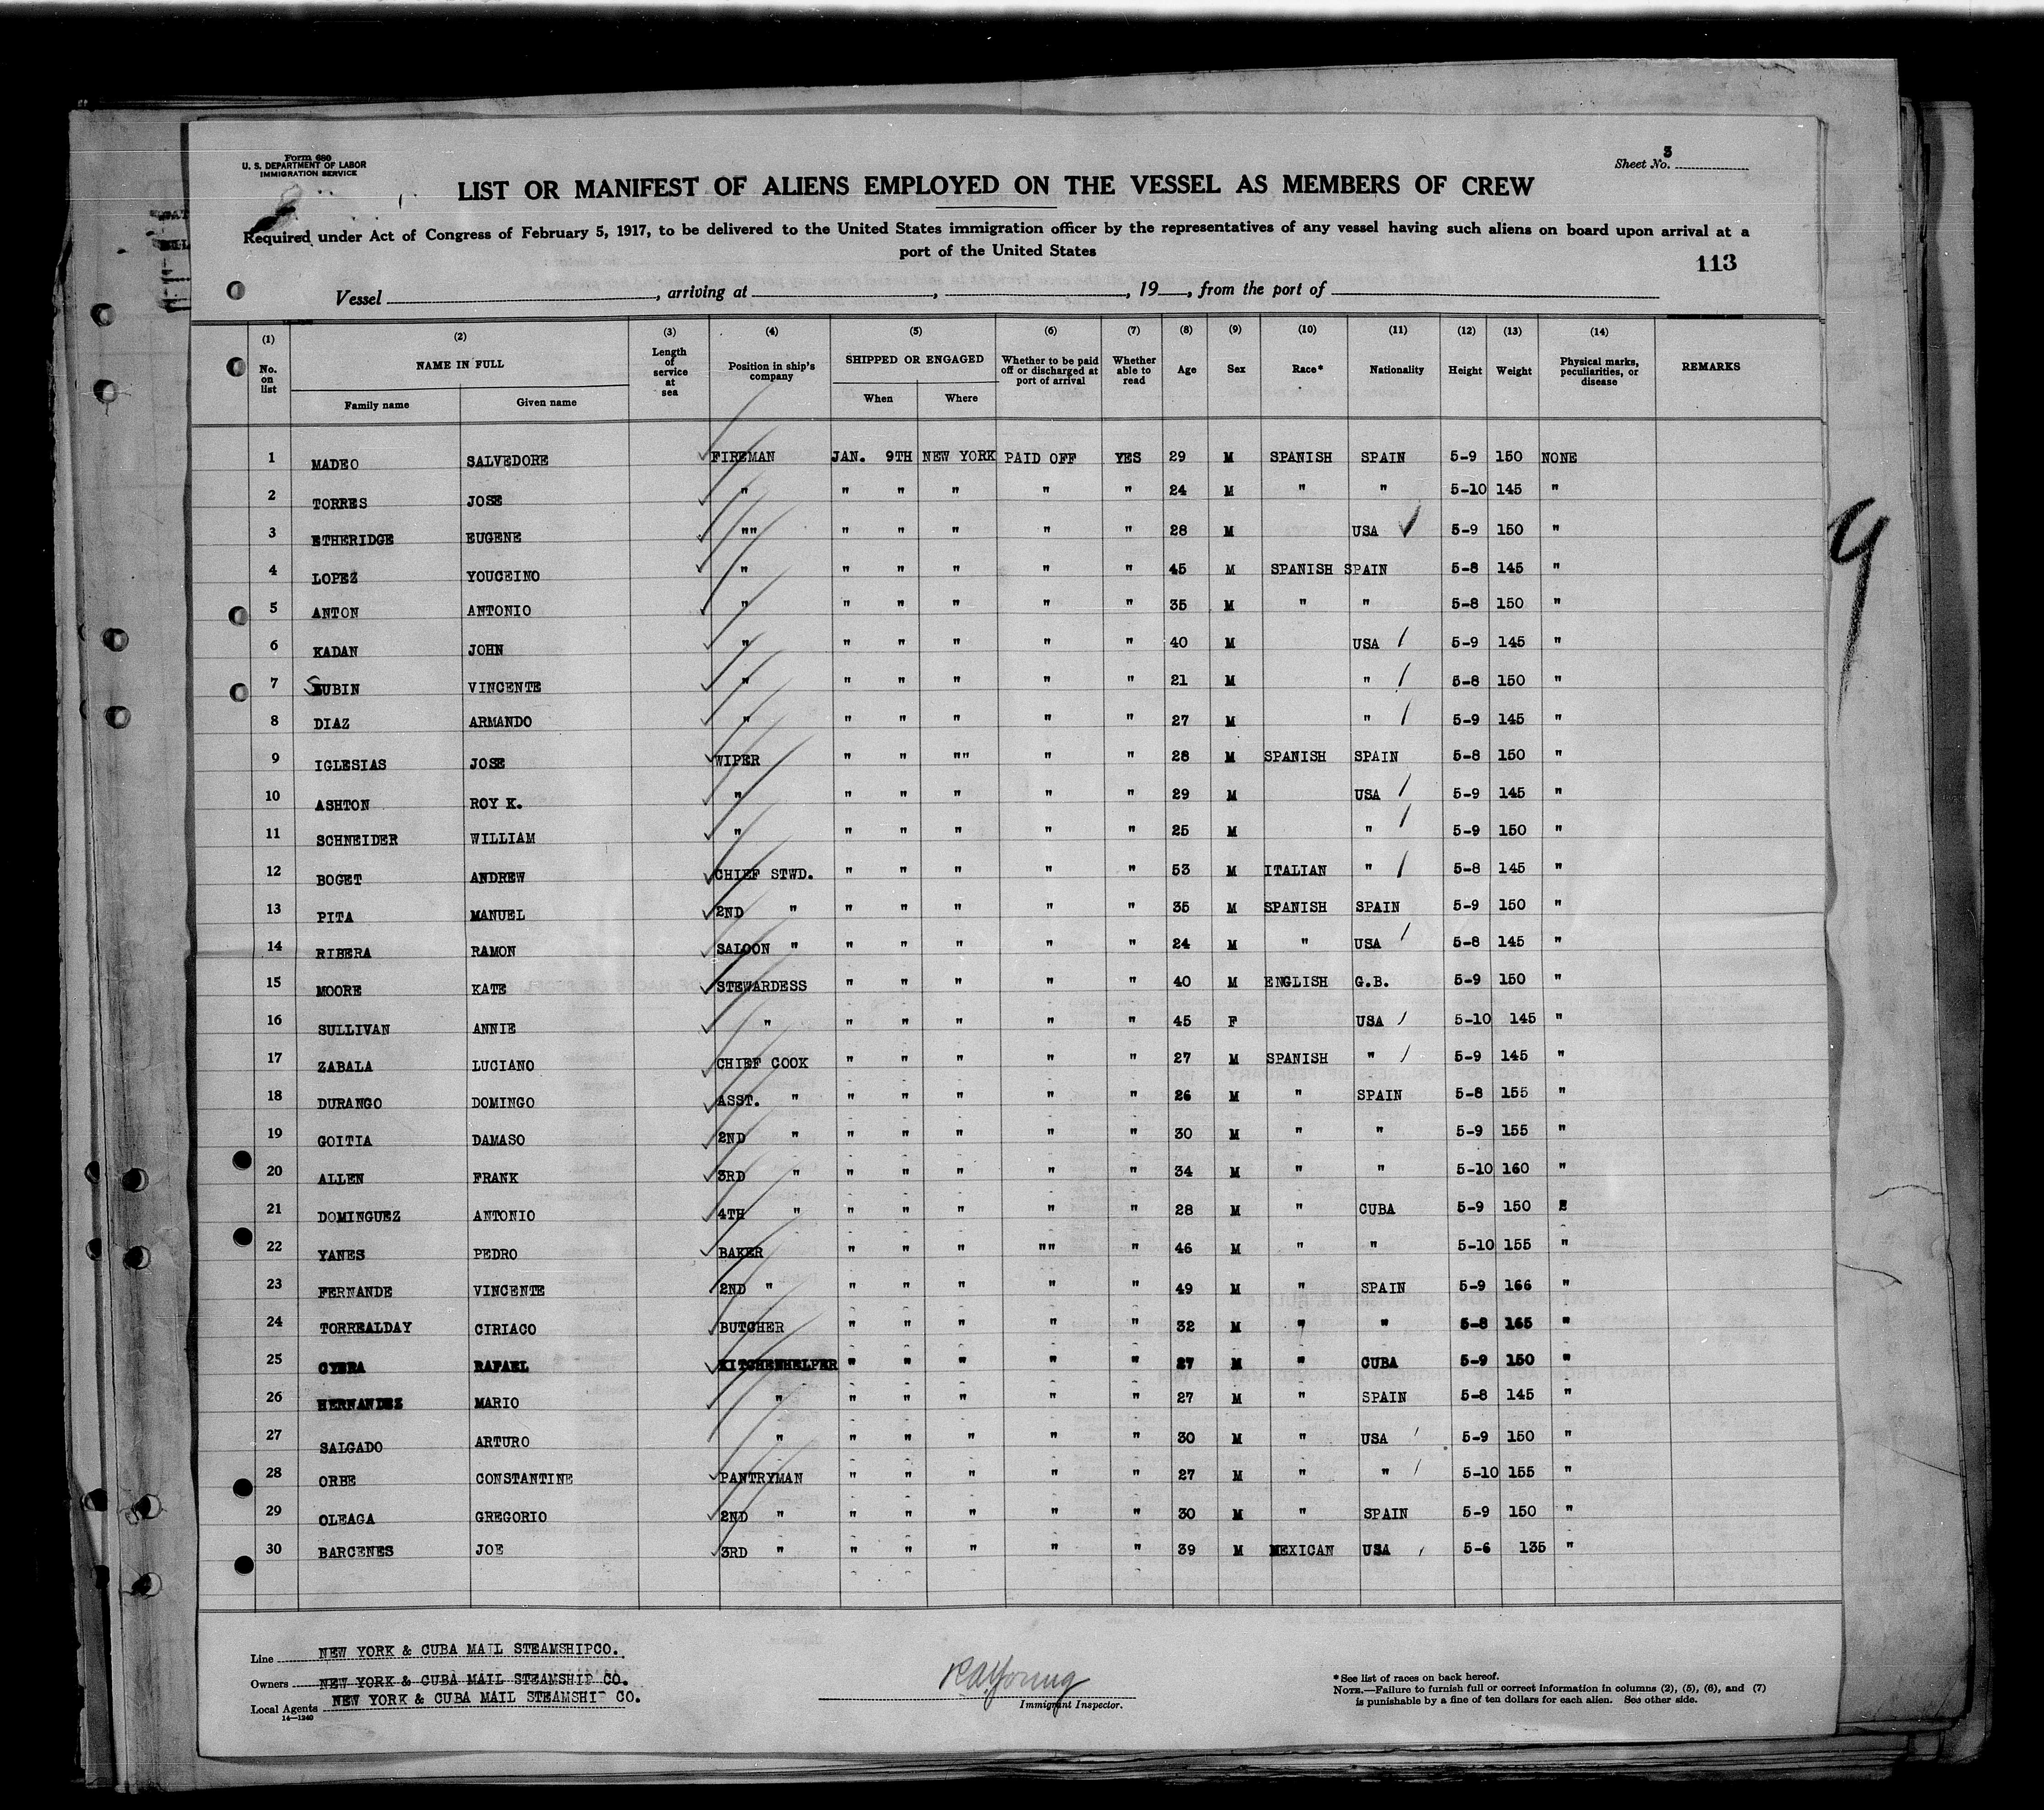 Form 680
U. S. DEPARTMENT OF LABOR
IMMIGRATION SERVICE
Sheet No. 3
LIST OR MANIFEST OF ALIENS EMPLOYED ON THE VESSEL AS MEMBERS OF CREW
Required under Act of Congress of February 5, 1917, to be delivered to the United States immigration officer by the representatives of any vessel having such aliens on board upon arrival at a
port of the United States
113
Vessel , arriving at , , 19 , from the port of
(1) (2) (3) (4) (5) (6) (7) (8) (9) (10) (11) (12) (13) (14)
No. on list NAME IN FULL Length of service at sea Position in ship's company SHIPPED OR ENGAGED Whether to be paid off or discharged at port of arrival Whether able to read Age Sex Race* Nationality Height Weight Physical marks, peculiarities, or disease REMARKS
Family name Given name When Where
1 MADEO SALVEDORE FIREMAN JAN. 9TH NEW YORK PAID OFF YES 29 M SPANISH SPAIN 5-9 150 NONE
2 TORRES JOSE " " " " " " 24 M " " 5-10 145 "
3 ETHERIDGE EUGENE "" " " " " " 28 M USA 5-9 150 "
4 LOPEZ YOUCEINO " " " " " " 45 M SPANISH SPAIN 5-8 145 "
5 ANTON ANTONIO " " " " " " 35 M " " 5-8 150 "
6 KADAN JOHN " " " " " " 40 M USA 5-9 145 "
7 SUBIN VINCENTE " " " " " " 21 M " 5-8 150 "
8 DIAZ ARMANDO " " " " " " 27 M " 5-9 145 "
9 IGLESIAS JOSE WIPER " " "" " " 28 M SPANISH SPAIN 5-8 150 "
10 ASHTON ROY K. " " " " " " 29 M USA 5-9 145 "
11 SCHNEIDER WILLIAM " " " " " " 25 M " 5-9 150 "
12 BOGET ANDREW CHIEF STWD. " " " " " 53 M ITALIAN " 5-8 145 "
13 PITA MANUEL 2ND " " " " " " 35 M SPANISH SPAIN 5-9 150 "
14 RIBERA RAMON SALOON " " " " " " 24 M " USA 5-8 145 "
15 MOORE KATE STEWARDESS " " " " " 40 M ENGLISH G.B. 5-9 150 "
16 SULLIVAN ANNIE " " " " " " 45 F USA 5-10 145 "
17 ZABALA LUCIANO CHIEF COOK " " " " " 27 M SPANISH " 5-9 145 "
18 DURANGO DOMINGO ASST. " " " " " " 26 M " SPAIN 5-8 155 "
19 GOITIA DAMASO 2ND " " " " " " 30 M " " 5-9 155 "
20 ALLEN FRANK 3RD " " " " " " 34 M " " 5-10 160 "
21 DOMINGUEZ ANTONIO 4TH " " " " " " 28 M " CUBA 5-9 150
22 YANES PEDRO BAKER " " " "" " 46 M " " 5-10 155 "
23 FERNANDE VINCENTE 2ND " " " " " " 49 M " SPAIN 5-9 166 "
24 TORREALDAY CIRIACO BUTCHER " " " " " 32 M " " 5-8 165 "
25 RAFAEL KITCHENHELPER " " " " " 27 M " CUBA 5-9 150 "
26 HERNANDEZ MARIO " " " " " " 27 M " SPAIN 5-8 145 "
27 SALGADO ARTURO " " " " " " 30 M " USA 5-9 150 "
28 ORBE CONSTANTINE PANTRYMAN " " " " " 27 M " " 5-10 155 "
29 OLEAGA GREGORIO 2ND " " " " " " 30 M " SPAIN 5-9 150 "
30 BARCENES JOE 3RD " " " " " " 39 M MEXICAN USA 5-6 135 "
9
Line NEW YORK & CUBA MAIL STEAMSHIPCO.
Owners NEW YORK & CUBA MAIL STEAMSHIP CO.
Local Agents NEW YORK & CUBA MAIL STEAMSHIP CO.
14—1240
RA Young
Immigrant Inspector.
*See list of races on back hereof.
NOTE.—Failure to furnish full or correct information in columns (2), (5), (6), and (7)
is punishable by a fine of ten dollars for each alien. See other side.